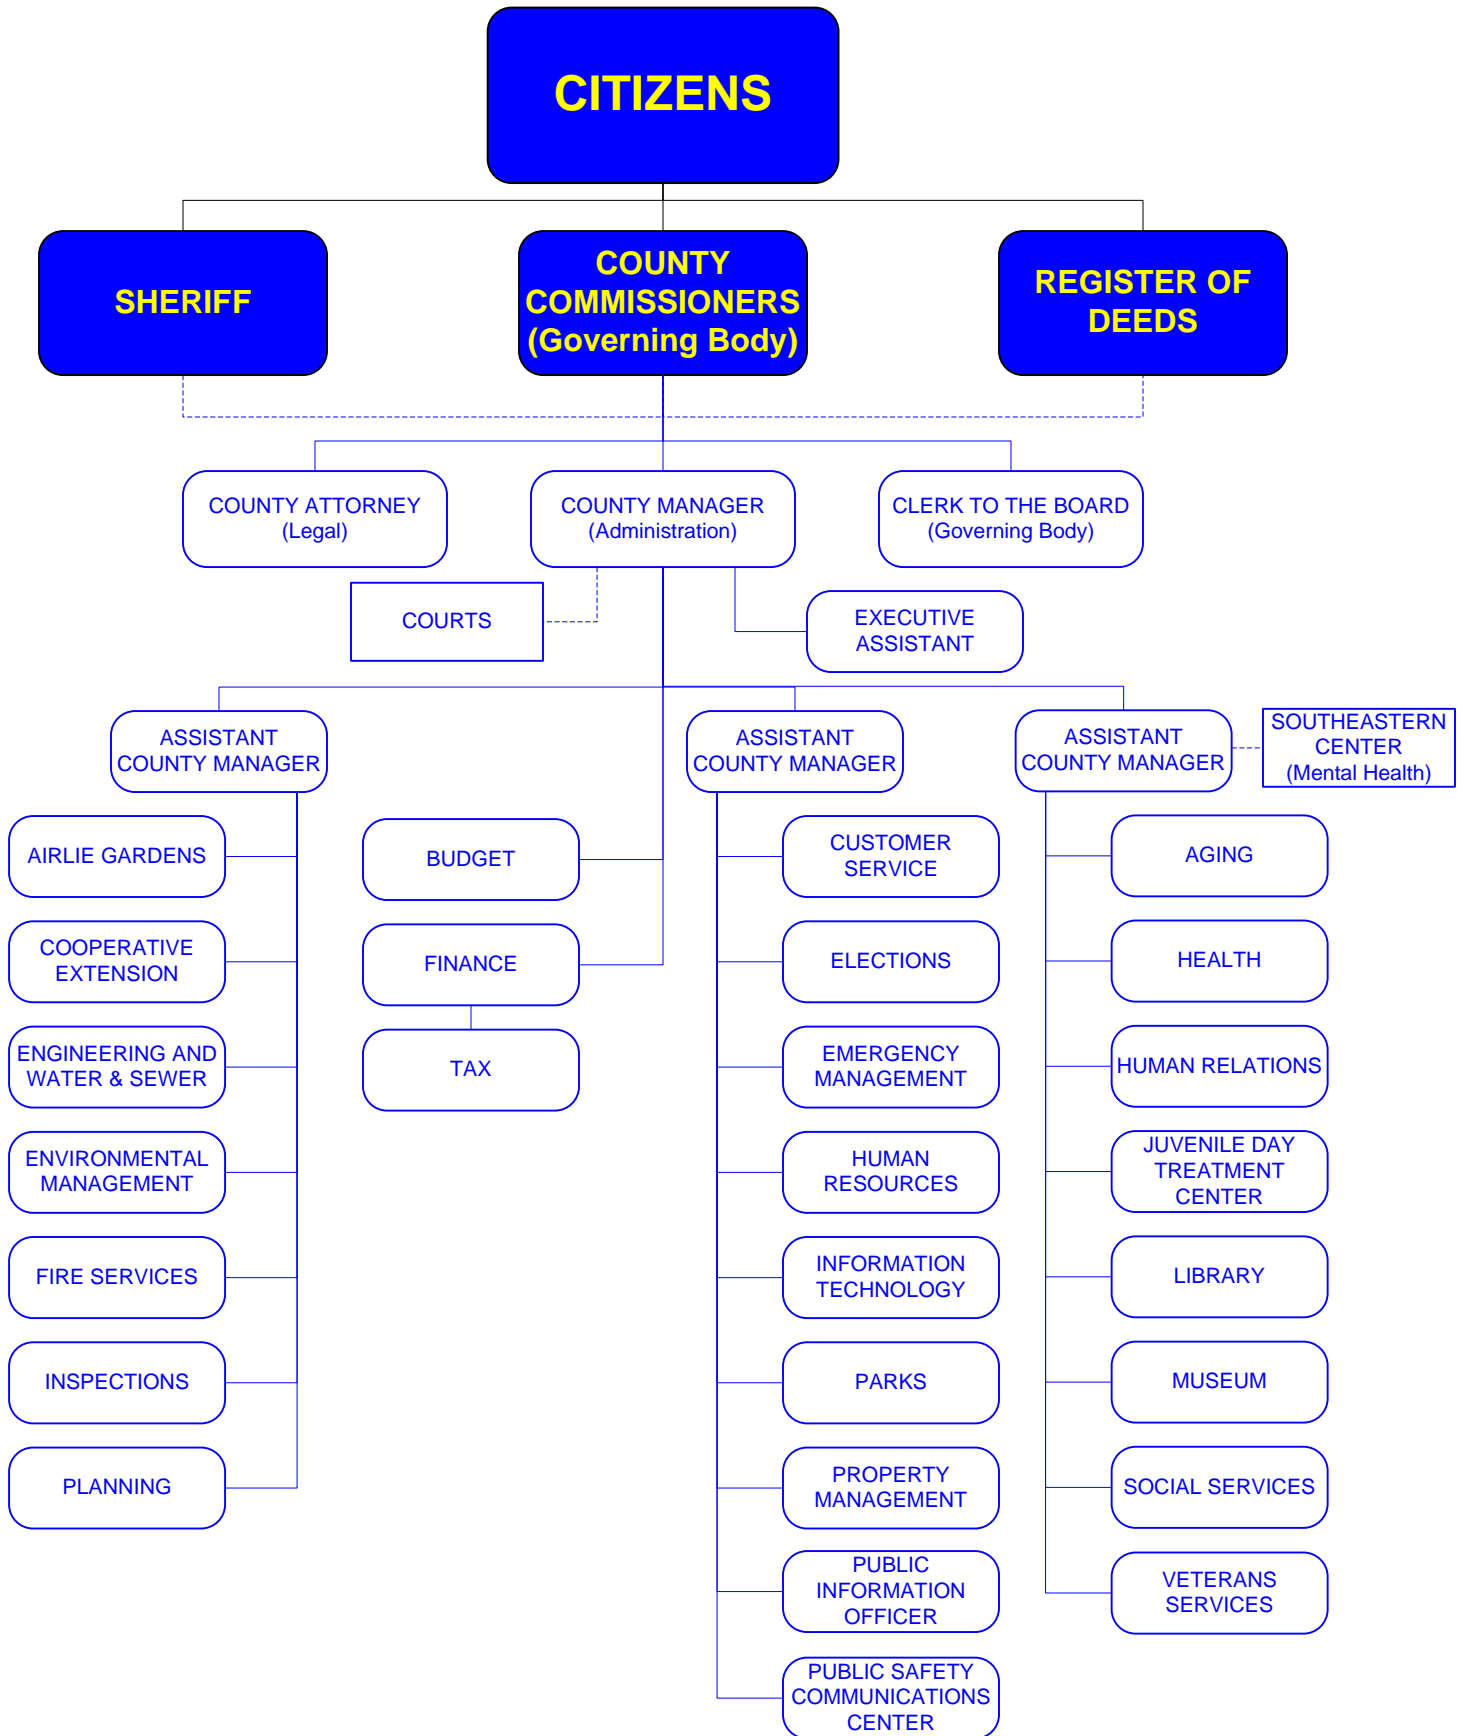 CITIZENS
SHERIFF
COUNTY
COMMISSIONERS
(Governing Body)
REGISTER OF
DEEDS
COUNTY ATTORNEY
(Legal)
COUNTY MANAGER
(Administration)
CLERK TO THE BOARD
(Governing Body)
COURTS
EXECUTIVE
ASSISTANT
ASSISTANT
COUNTY MANAGER
ASSISTANT
COUNTY MANAGER
ASSISTANT
COUNTY MANAGER
SOUTHEASTERN
CENTER
(Mental Health)
AIRLIE GARDENS
COOPERATIVE
EXTENSION
ENGINEERING AND
WATER & SEWER
ENVIRONMENTAL
MANAGEMENT
FIRE SERVICES
INSPECTIONS
PLANNING
BUDGET
FINANCE
TAX
CUSTOMER
SERVICE
ELECTIONS
EMERGENCY
MANAGEMENT
HUMAN
RESOURCES
INFORMATION
TECHNOLOGY
PARKS
PROPERTY
MANAGEMENT
PUBLIC
INFORMATION
OFFICER
PUBLIC SAFETY
COMMUNICATIONS
CENTER
AGING
HEALTH
HUMAN RELATIONS
JUVENILE DAY
TREATMENT
CENTER
LIBRARY
MUSEUM
SOCIAL SERVICES
VETERANS
SERVICES